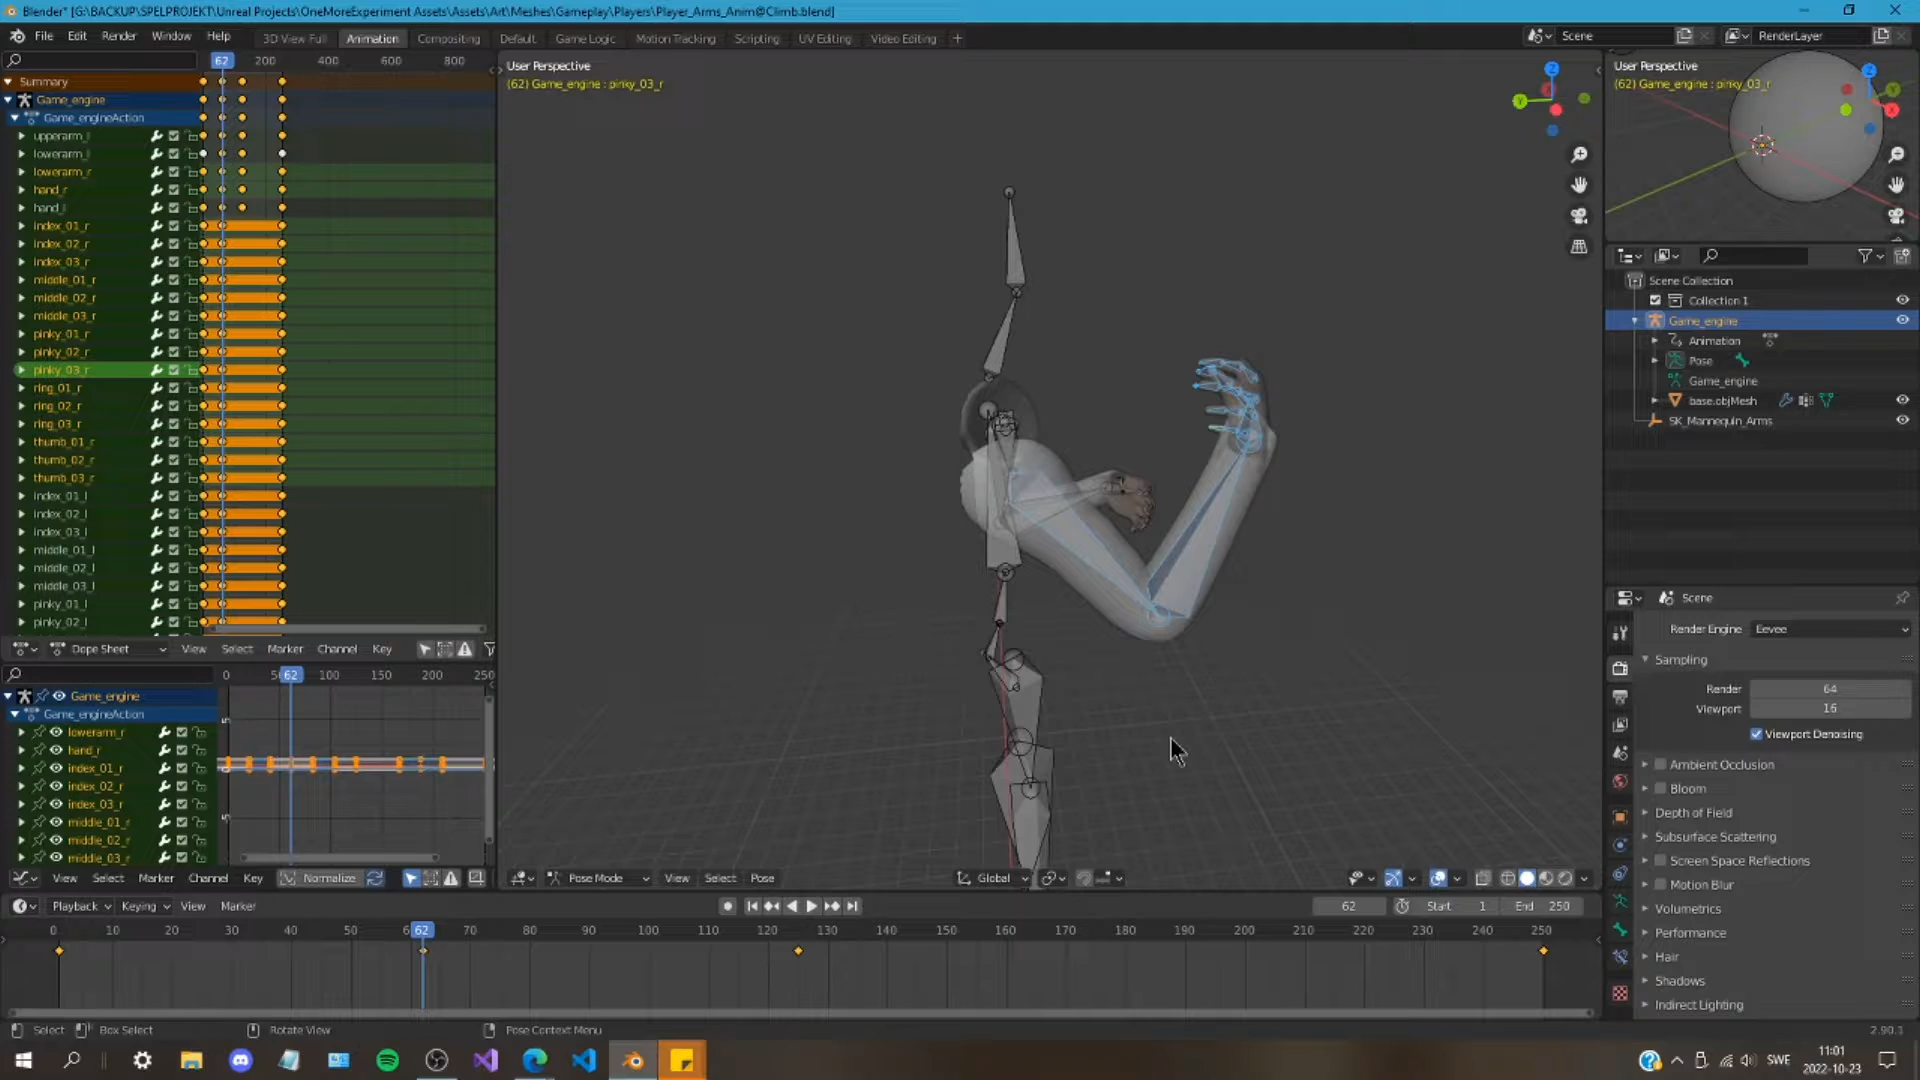 Blender* [G:\BACKUP\SPELPROJEKT\Unreal Projects\OneMoreExperiment Assets\Assets\Art\Meshes\Gameplay\Players\Player_Arms_Anim@Climb.blend]
File Edit Render Window Help
3D View Full Animation Compositing Default Game Logic Motion Tracking Scripting UV Editing Video Editing +
Scene
RenderLayer
62 200 400 600 800
Summary
Game_engine
Game_engineAction
upperarm_l
lowerarm_l
lowerarm_r
hand_r
hand_l
index_01_r
index_02_r
index_03_r
middle_01_r
middle_02_r
middle_03_r
pinky_01_r
pinky_02_r
pinky_03_r
ring_01_r
ring_02_r
ring_03_r
thumb_01_r
thumb_02_r
thumb_03_r
index_01_l
index_02_l
index_03_l
middle_01_l
middle_02_l
middle_03_l
pinky_01_l
pinky_02_l
Dope Sheet View Select Marker Channel Key
0 62 100 150 200 250
Game_engine
Game_engineAction
lowerarm_r
hand_r
index_01_r
index_02_r
index_03_r
middle_01_r
middle_02_r
middle_03_r
View Select Marker Channel Key Normalize
User Perspective
(62) Game_engine : pinky_03_r
Z
Y
Pose Mode View Select Pose Global
User Perspective
(62) Game_engine : pinky_03_r
Z
Y
X
Scene Collection
Collection 1
Game_engine
Animation
Pose
Game_engine
base.objMesh
SK_Mannequin_Arms
Scene
Render Engine Eevee
Sampling
Render 64
Viewport 16
Viewport Denoising
Ambient Occlusion
Bloom
Depth of Field
Subsurface Scattering
Screen Space Reflections
Motion Blur
Volumetrics
Performance
Hair
Shadows
Indirect Lighting
Playback Keying View Marker
62 Start 1 End 250
0 10 20 30 40 50 62 70 80 90 100 110 120 130 140 150 160 170 180 190 200 210 220 230 240 250
Select Box Select Rotate View Pose Context Menu
2.90.1
SWE
11:01
2022-10-23